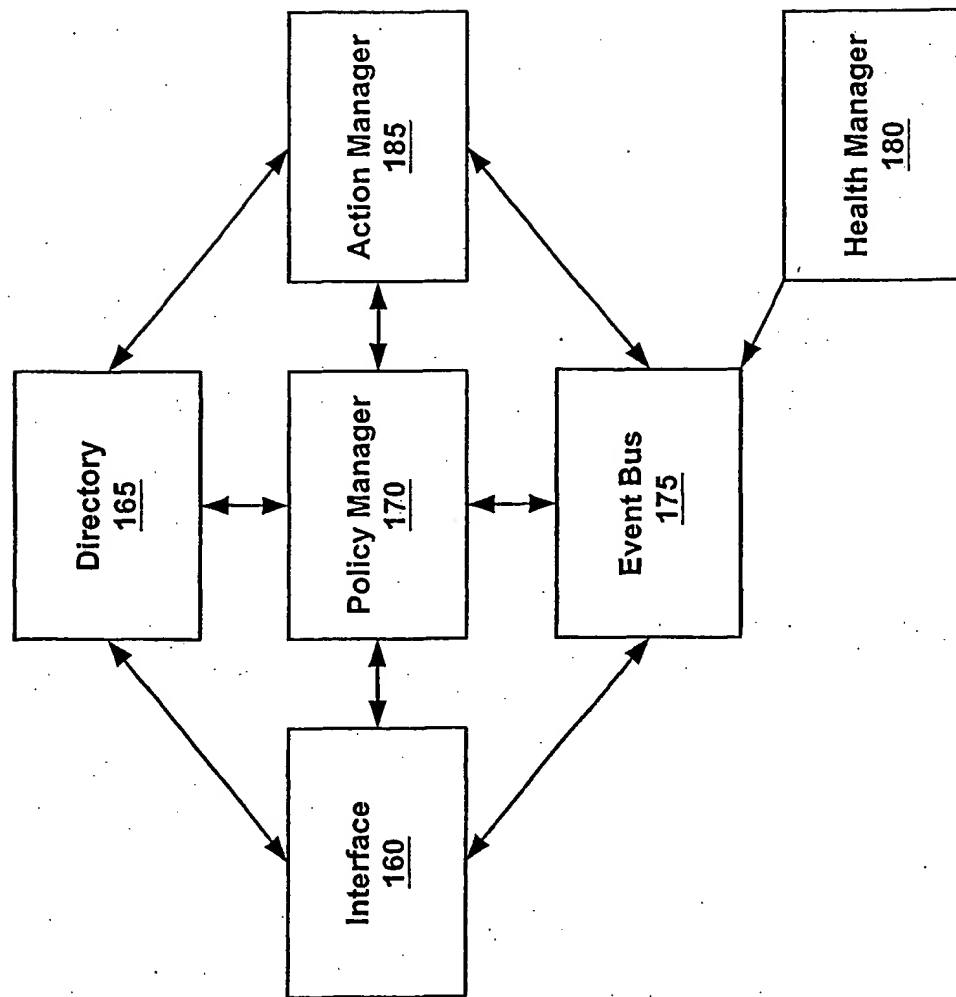 Directory
165
Interface
160
Policy Manager
170
Action Manager
185
Event Bus
175
Health Manager
180